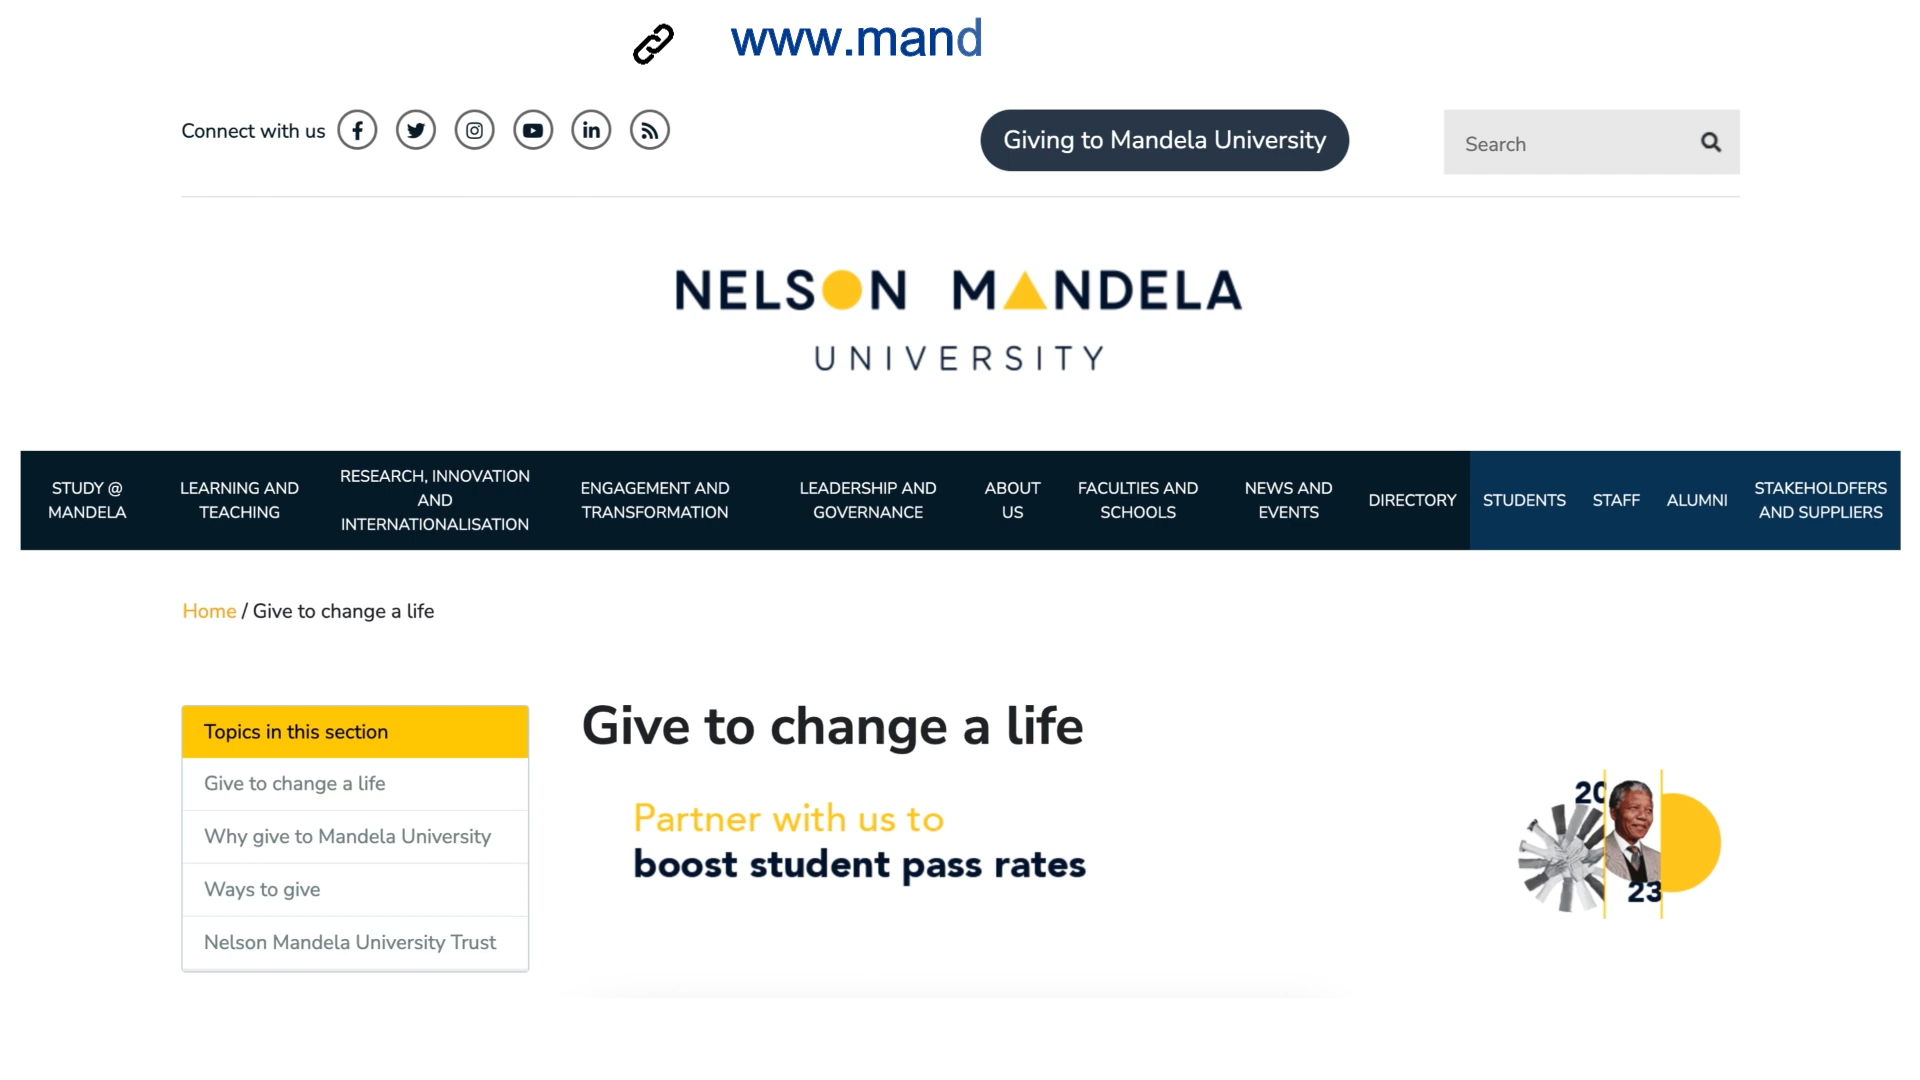 www.mand
Connect with us
Giving to Mandela University
Search
NELSON MANDELA
UNIVERSITY
STUDY @
MANDELA
LEARNING AND
TEACHING
RESEARCH, INNOVATION
AND
INTERNATIONALISATION
ENGAGEMENT AND
TRANSFORMATION
LEADERSHIP AND
GOVERNANCE
ABOUT
US
FACULTIES AND
SCHOOLS
NEWS AND
EVENTS
DIRECTORY
STUDENTS
STAFF
ALUMNI
STAKEHOLDFERS
AND SUPPLIERS
Home / Give to change a life
Topics in this section
Give to change a life
Why give to Mandela University
Ways to give
Nelson Mandela University Trust
Give to change a life
Partner with us to
boost student pass rates
20
23